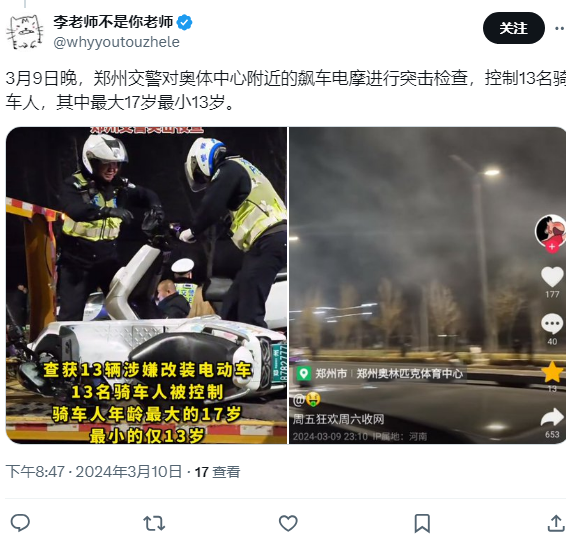 李老师不是你老师
@whyyoutouzhele
关注
3月9日晚，郑州交警对奥体中心附近的飙车电摩进行突击检查，控制13名骑
车人，其中最大17岁最小13岁。
查获13辆涉嫌改装电动车
13名骑车人被控制
骑车人年龄最大的17岁
最小的仅13岁
177
40
13
653
郑州市 郑州奥林匹克体育中心
@🤑
周五狂欢周六收网
2024-03-09 23:10 IP属地：河南
下午8:47 · 2024年3月10日 · 17 查看